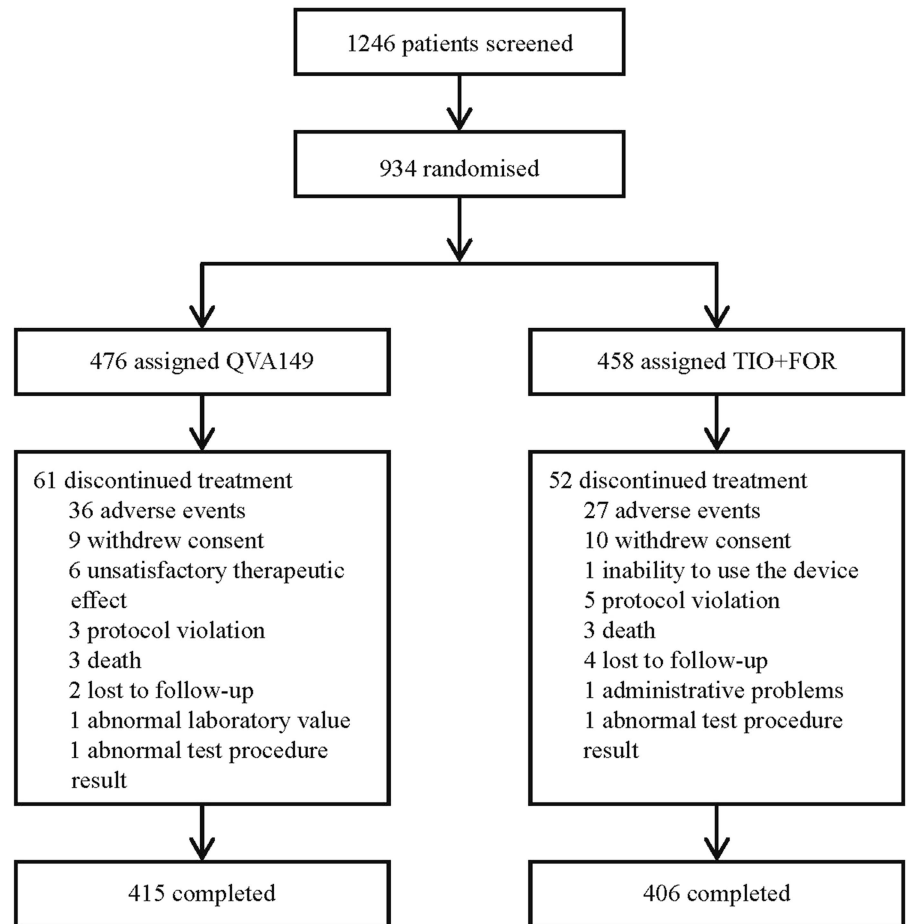 1246 patients screened
934 randomised
476 assigned QVA149
458 assigned TIO+FOR
61 discontinued treatment
36 adverse events
9 withdrew consent
6 unsatisfactory therapeutic
effect
3 protocol violation
3 death
2 lost to follow-up
1 abnormal laboratory value
1 abnormal test procedure
result
52 discontinued treatment
27 adverse events
10 withdrew consent
1 inability to use the device
5 protocol violation
3 death
4 lost to follow-up
1 administrative problems
1 abnormal test procedure
result
415 completed
406 completed